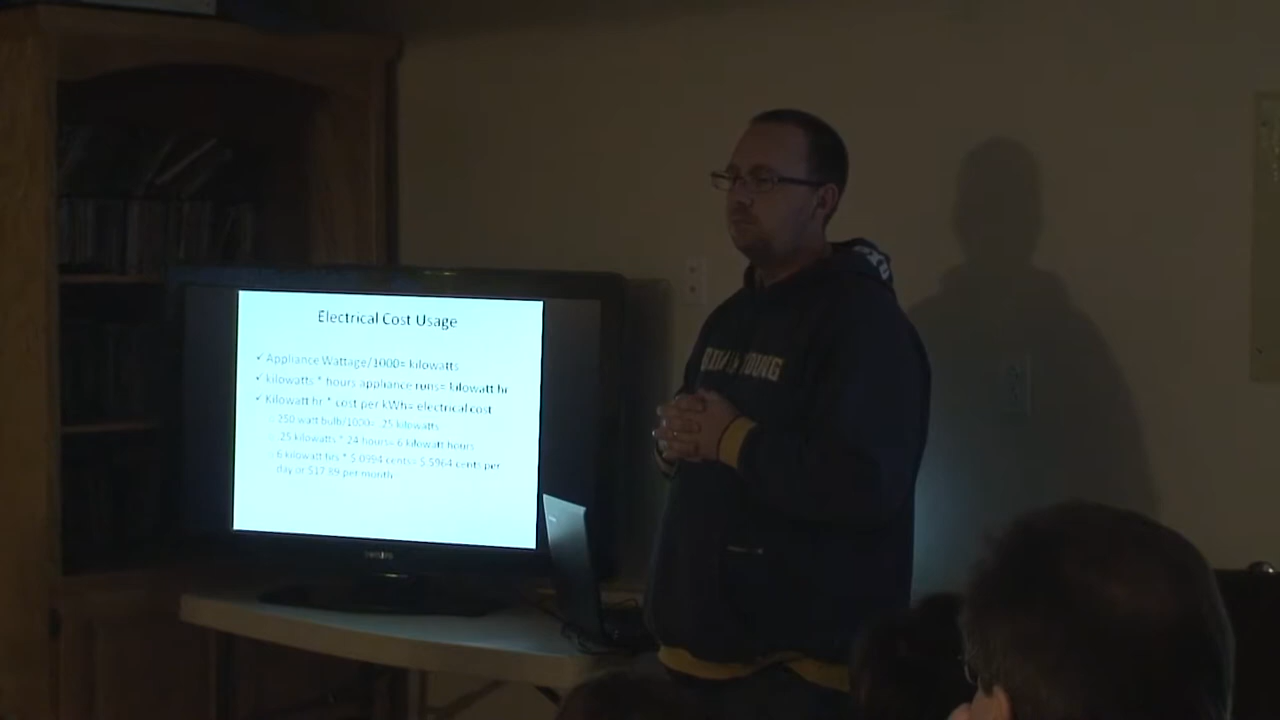 Electrical Cost Usage
✓ Appliance Wattage/1000= kilowatts
✓ kilowatts * hours appliance runs= kilowatt hr
✓ Kilowatt hr * cost per kWh= electrical cost
250 watt bulb/1000= .25 kilowatts
.25 kilowatts * 24 hours= 6 kilowatt hours
6 kilowatt hrs * $.0994 cents= $.5964 cents per
day or $17.89 per month
PHILIPS